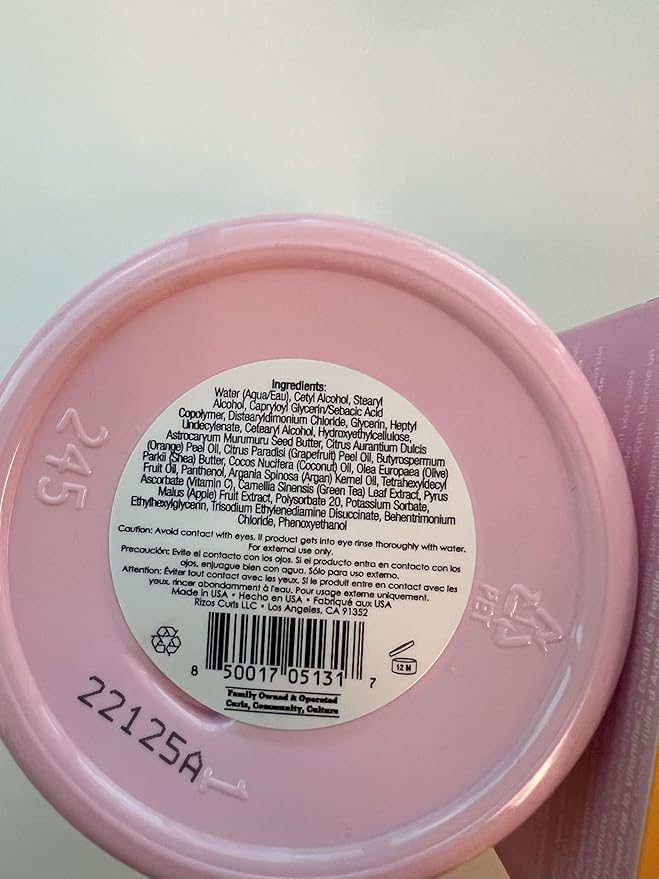 Ingredients:
Water (Aqua/Eau), Cetyl Alcohol, Stearyl
Alcohol, Capryloyl Glycerin/Sebacic Acid
Copolymer, Distearyldimonium Chloride, Glycerin, Heptyl
Undecylenate, Cetearyl Alcohol, Hydroxyethylcellulose,
Astrocaryum Murumuru Seed Butter, Citrus Aurantium Dulcis
(Orange) Peel Oil, Citrus Paradisi (Grapefruit) Peel Oil, Butyrospermum
Parkii (Shea) Butter, Cocos Nucifera (Coconut) Oil, Olea Europaea (Olive)
Fruit Oil, Panthenol, Argania Spinosa (Argan) Kernel Oil, Tetrahexyldecyl
Ascorbate (Vitamin C), Camellia Sinensis (Green Tea) Leaf Extract, Pyrus
Malus (Apple) Fruit Extract, Polysorbate 20, Potassium Sorbate,
Ethylhexylglycerin, Trisodium Ethylenediamine Disuccinate, Behentrimonium
Chloride, Phenoxyethanol
Caution: Avoid contact with eyes. If product gets into eye rinse thoroughly with water.
For external use only.
Precaución: Evite el contacto con los ojos. Si el producto entra en contacto con los
ojos, enjuague bien con agua. Sólo para uso externo.
Attention: Éviter tout contact avec les yeux. Si le produit entre en contact avec les
yeux, rincer abondamment à l'eau. Pour usage externe uniquement.
Made in USA • Hecho en USA • Fabriqué aux USA
Rizos Curls LLC • Los Angeles, CA 91352
8 50017 05131 7
12 M
Family Owned & Operated
Curls, Community, Culture
245
PET
1
22125A